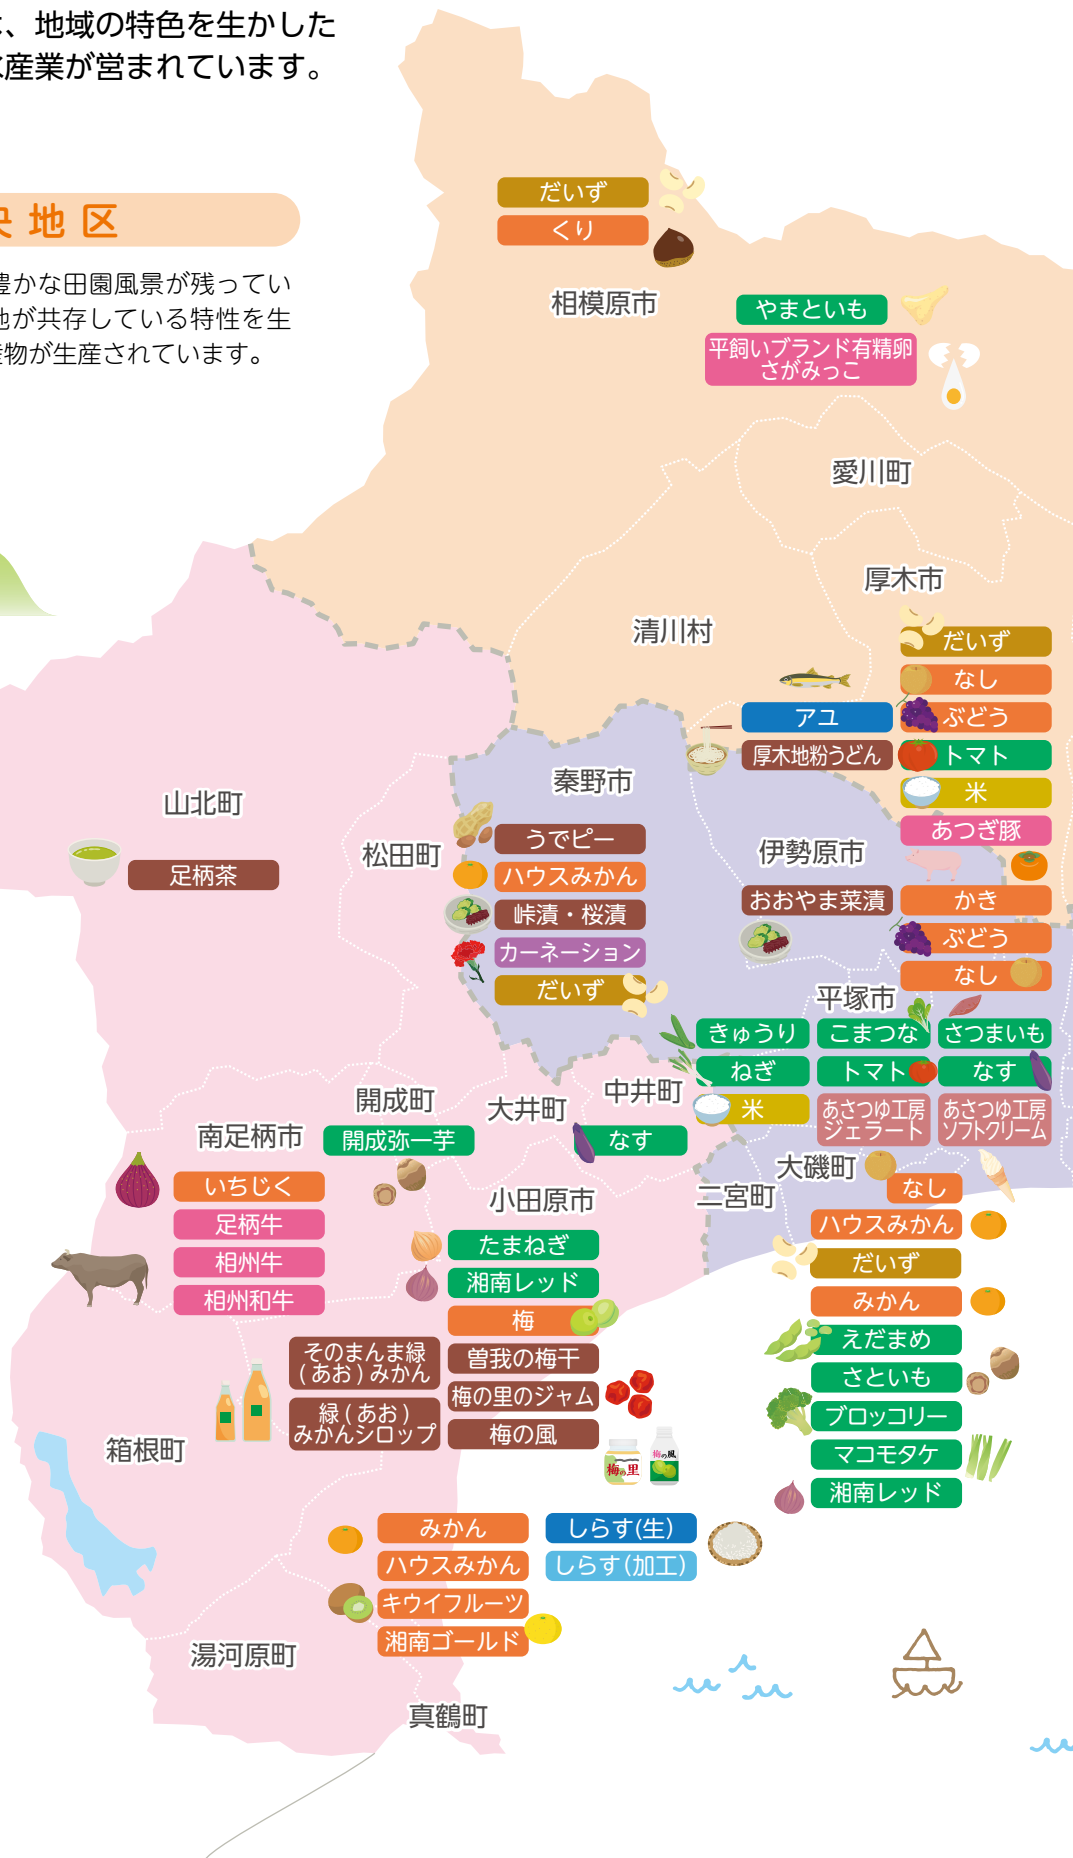 、地域の特色を生かした
産業が営まれています。
央地区
豊かな田園風景が残ってい
地が共存している特性を生
産物が生産されています。
だいず
くり
相模原市
やまといも
平飼いブランド有精卵
さがみっこ
愛川町
厚木市
清川村
だいず
なし
アユ
ぶどう
厚木地粉うどん
トマト
米
あつぎ豚
秦野市
うでピー
ハウスみかん
峠漬・桜漬
カーネーション
だいず
山北町
足柄茶
松田町
伊勢原市
おおやま菜漬
かき
ぶどう
なし
平塚市
きゅうり
こまつな
さつまいも
ねぎ
トマト
なす
米
あさつゆ工房
ジェラート
あさつゆ工房
ソフトクリーム
中井町
大井町
なす
開成町
開成弥一芋
南足柄市
いちじく
足柄牛
相州牛
相州和牛
小田原市
たまねぎ
湘南レッド
梅
そのまんま緑
(あお)みかん
曽我の梅干
梅の里のジャム
緑(あお)
みかんシロップ
梅の風
梅の里
梅の風
みかん
しらす(生)
ハウスみかん
しらす(加工)
キウイフルーツ
湘南ゴールド
二宮町
大磯町
なし
ハウスみかん
だいず
みかん
えだまめ
さといも
ブロッコリー
マコモタケ
湘南レッド
箱根町
湯河原町
真鶴町